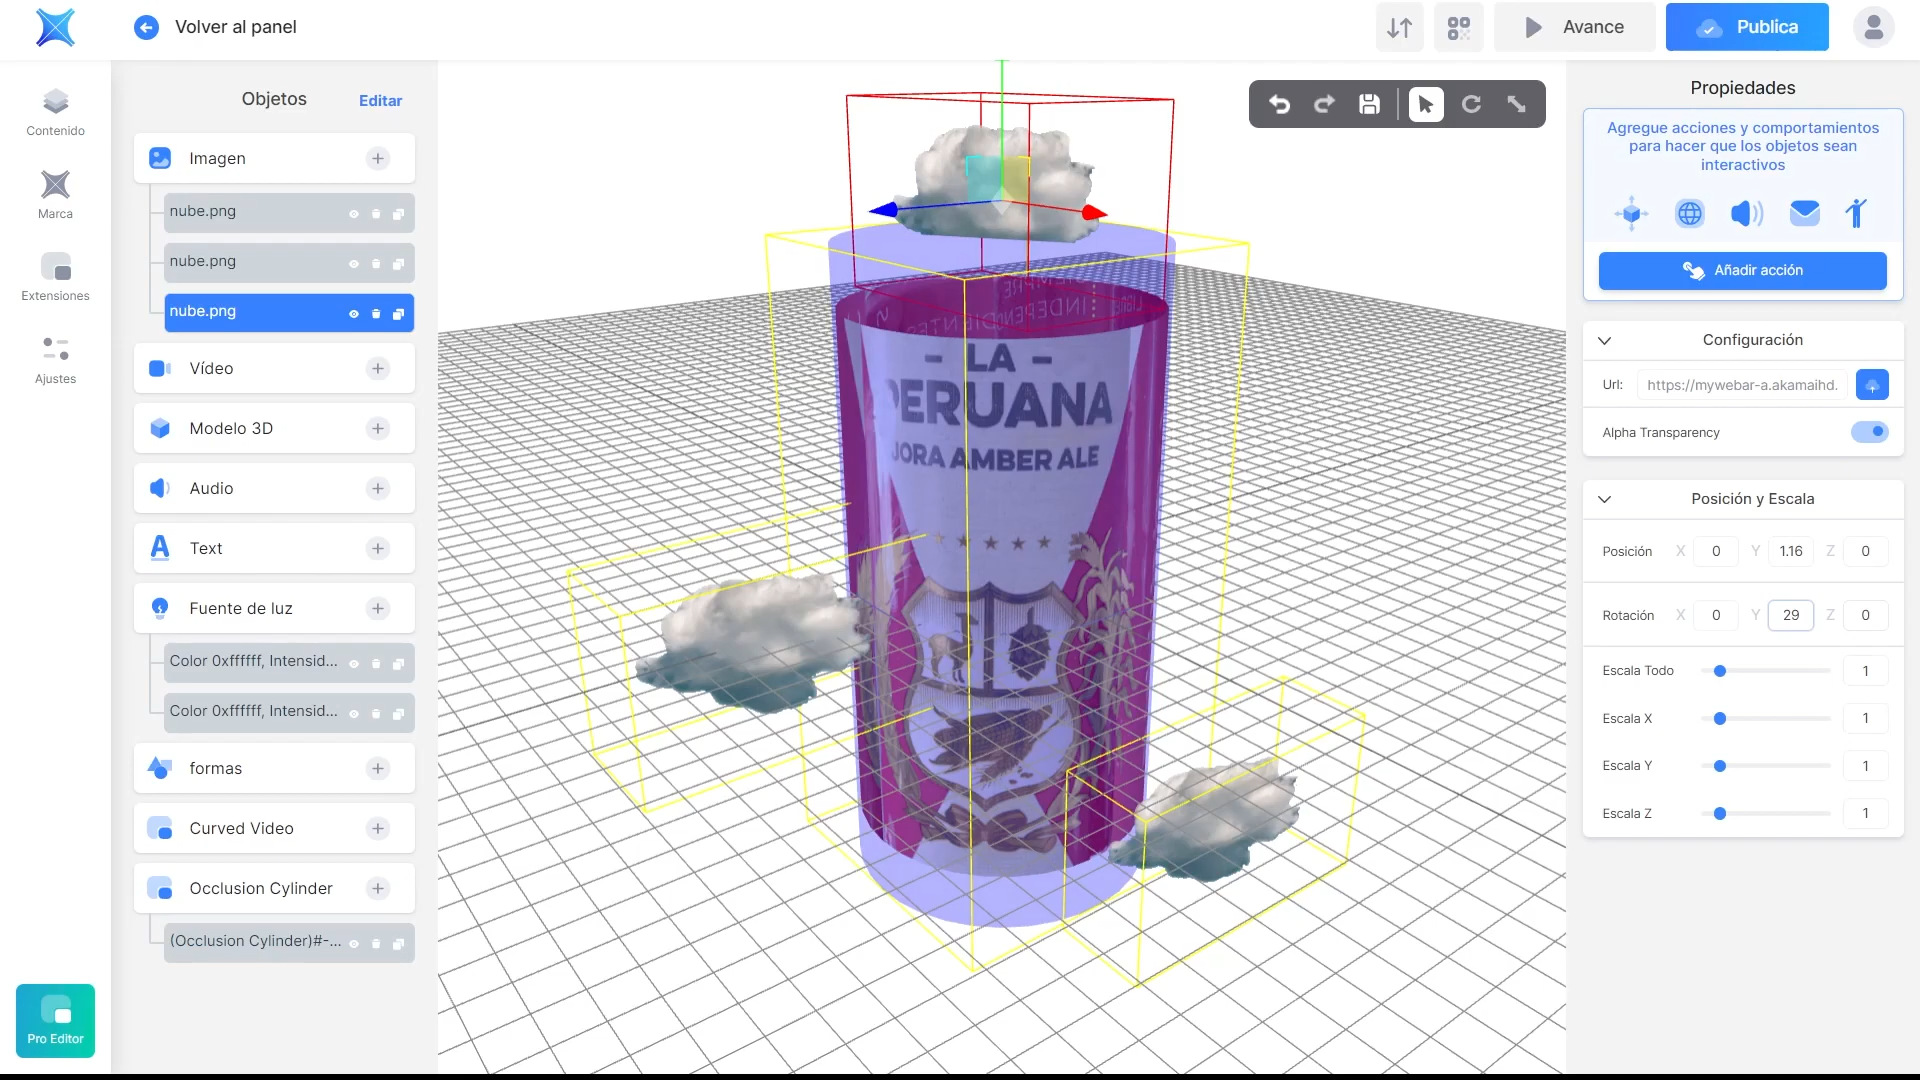 Volver al panel
Avance
Publica
Contenido
Marca
Extensiones
Ajustes
Pro Editor
Objetos
Editar
Imagen
nube.png
nube.png
nube.png
Vídeo
Modelo 3D
Audio
Text
Fuente de luz
Color 0xffffff, Intensid...
Color 0xffffff, Intensid...
formas
Curved Video
Occlusion Cylinder
(Occlusion Cylinder)#-...
INDEPENDIENTES
- LA -
PERUANA
JORA AMBER ALE
Propiedades
Agregue acciones y comportamientos
para hacer que los objetos sean
interactivos
Añadir acción
Configuración
Url: https://mywebar-a.akamaihd.
Alpha Transparency
Posición y Escala
Posición X 0 Y 1.16 Z 0
Rotación X 0 Y 29 Z 0
Escala Todo 1
Escala X 1
Escala Y 1
Escala Z 1